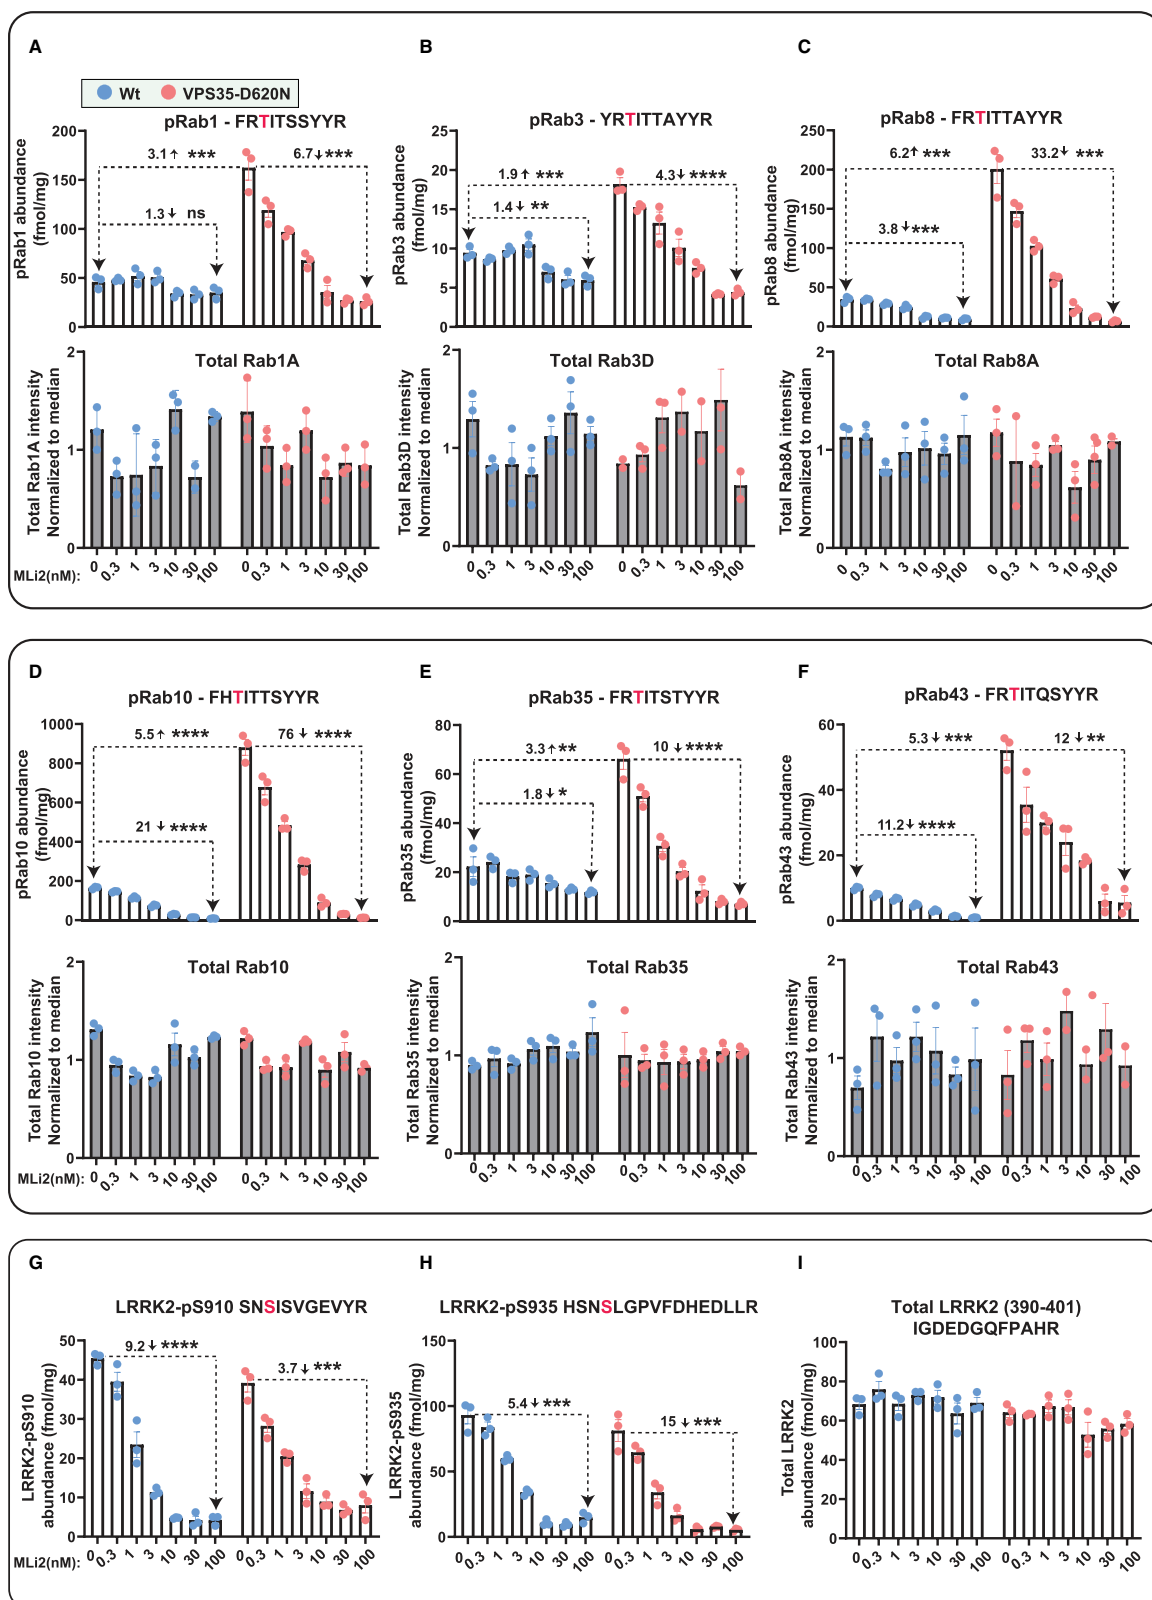 A
B
C
Wt VPS35-D620N
pRab1 - FRTITSSYYR
pRab3 - YRTITTAYYR
pRab8 - FRTITTAYYR
pRab1 abundance
(fmol/mg)
200
150
100
50
0
3.1↑ ***
6.7↓***
1.3↓ ns
pRab3 abundance
(fmol/mg)
25
20
15
10
5
0
1.9↑ ***
4.3↓ ****
1.4↓ **
pRab8 abundance
(fmol/mg)
250
200
150
100
50
0
6.2↑ ***
33.2↓ ***
3.8↓***
Total Rab1A
Total Rab1A intensity
Normalized to median
2
1
0
MLi2(nM):
0 0.3 1 3 10 30 100 0 0.3 1 3 10 30 100
Total Rab3D
Total Rab3D intensity
Normalized to median
2
1
0
0 0.3 1 3 10 30 100 0 0.3 1 3 10 30 100
Total Rab8A
Total Rab8A intensity
Normalized to median
2
1
0
0 0.3 1 3 10 30 100 0 0.3 1 3 10 30 100
D
E
F
pRab10 - FHTITTSYYR
pRab35 - FRTITSTYYR
pRab43 - FRTITQSYYR
pRab10 abundance
(fmol/mg)
1000
800
600
400
200
0
5.5↑ ****
76 ↓ ****
21 ↓ ****
pRab35 abundance
(fmol/mg)
80
60
40
20
0
3.3↑**
10 ↓****
1.8↓*
pRab43 abundance
(fmol/mg)
60
40
20
0
5.3↓ ***
12 ↓**
11.2↓****
Total Rab10
Total Rab10 intensity
Normalized to median
2
1
0
MLi2(nM):
0 0.3 1 3 10 30 100 0 0.3 1 3 10 30 100
Total Rab35
Total Rab35 intensity
Normalized to median
2
1
0
0 0.3 1 3 10 30 100 0 0.3 1 3 10 30 100
Total Rab43
Total Rab43 intensity
Normalized to median
2
1
0
0 0.3 1 3 10 30 100 0 0.3 1 3 10 30 100
G
H
I
LRRK2-pS910 SNSISVGEVYR
LRRK2-pS935 HSNSLGPVFDHEDLLR
Total LRRK2 (390-401)
IGDEDGQFPAHR
LRRK2-pS910
abundance (fmol/mg)
50
40
30
20
10
0
9.2↓****
3.7↓ ***
MLi2(nM):
0 0.3 1 3 10 30 100 0 0.3 1 3 10 30 100
LRRK2-pS935
abundance (fmol/mg)
150
100
50
0
5.4↓***
15 ↓***
0 0.3 1 3 10 30 100 0 0.3 1 3 10 30 100
Total LRRK2
abundance (fmol/mg)
100
80
60
40
20
0
0 0.3 1 3 10 30 100 0 0.3 1 3 10 30 100